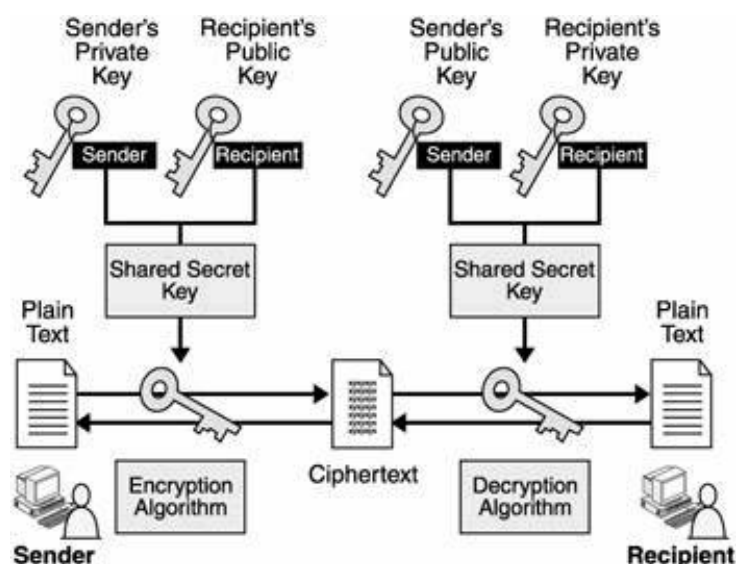 Sender's
Private
Key
Recipient's
Public
Key
Sender's
Public
Key
Recipient's
Private
Key
Sender
Recipient
Sender
Recipient
Shared Secret
Key
Shared Secret
Key
Plain
Text
Plain
Text
Ciphertext
Encryption
Algorithm
Decryption
Algorithm
Sender
Recipient